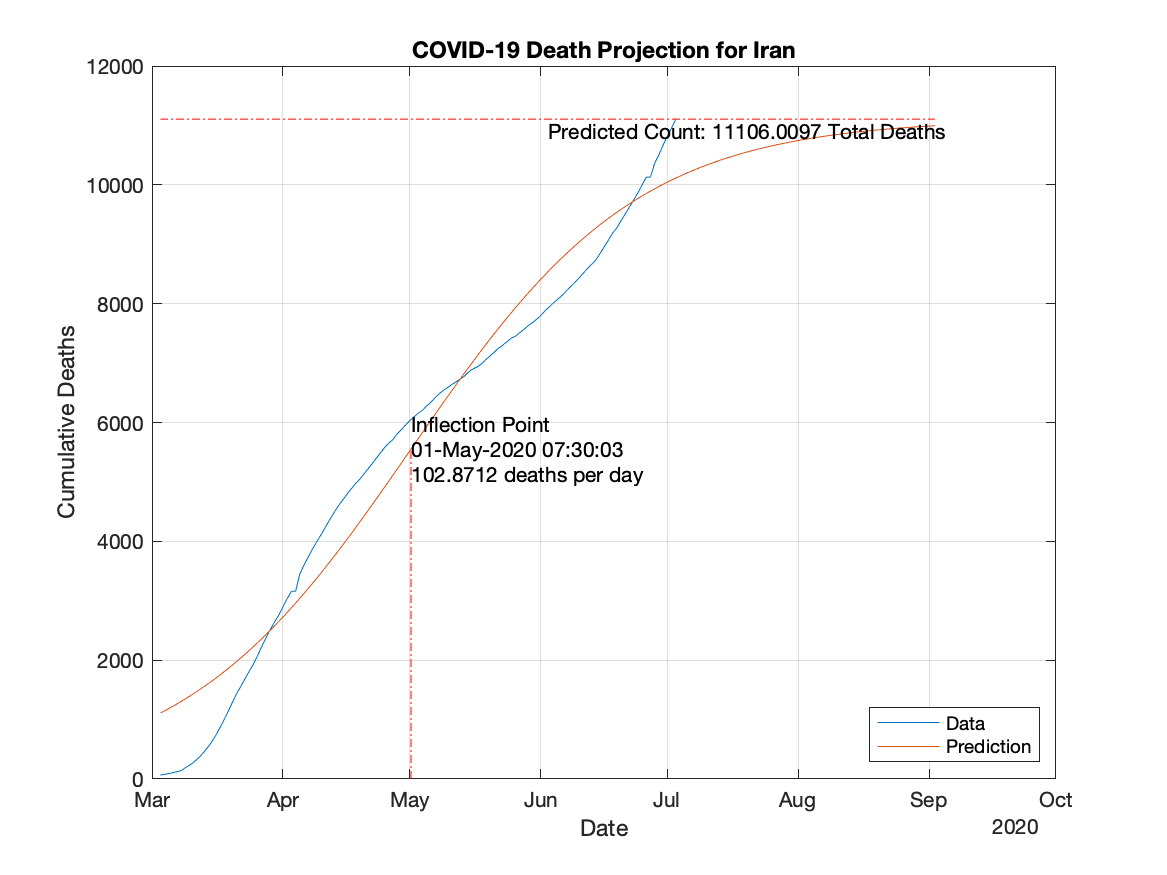 COVID-19 Death Projection for Iran
12000
10000
8000
6000
4000
2000
0
Cumulative Deaths
Predicted Count: 11106.0097 Total Deaths
Inflection Point
01-May-2020 07:30:03
102.8712 deaths per day
Data
Prediction
Mar Apr May Jun Jul Aug Sep Oct
Date
2020